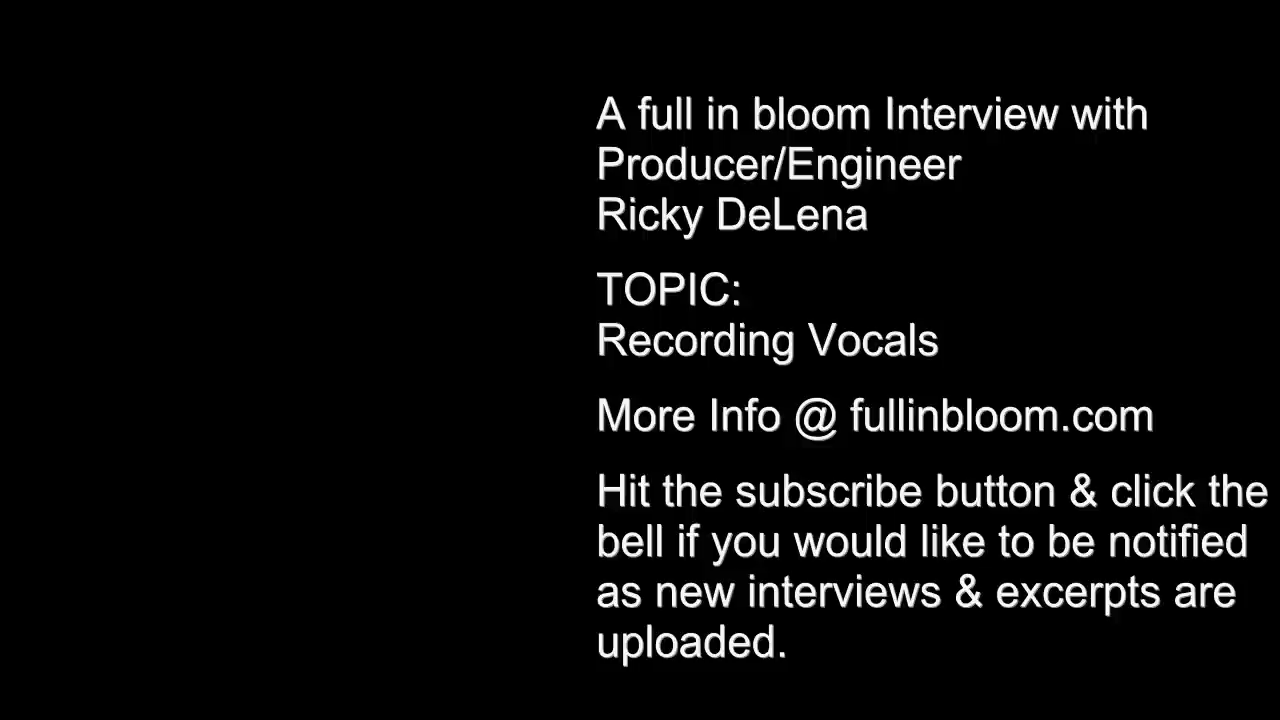 A full in bloom Interview with
Producer/Engineer
Ricky DeLena
TOPIC:
Recording Vocals
More Info @ fullinbloom.com
Hit the subscribe button & click the
bell if you would like to be notified
as new interviews & excerpts are
uploaded.